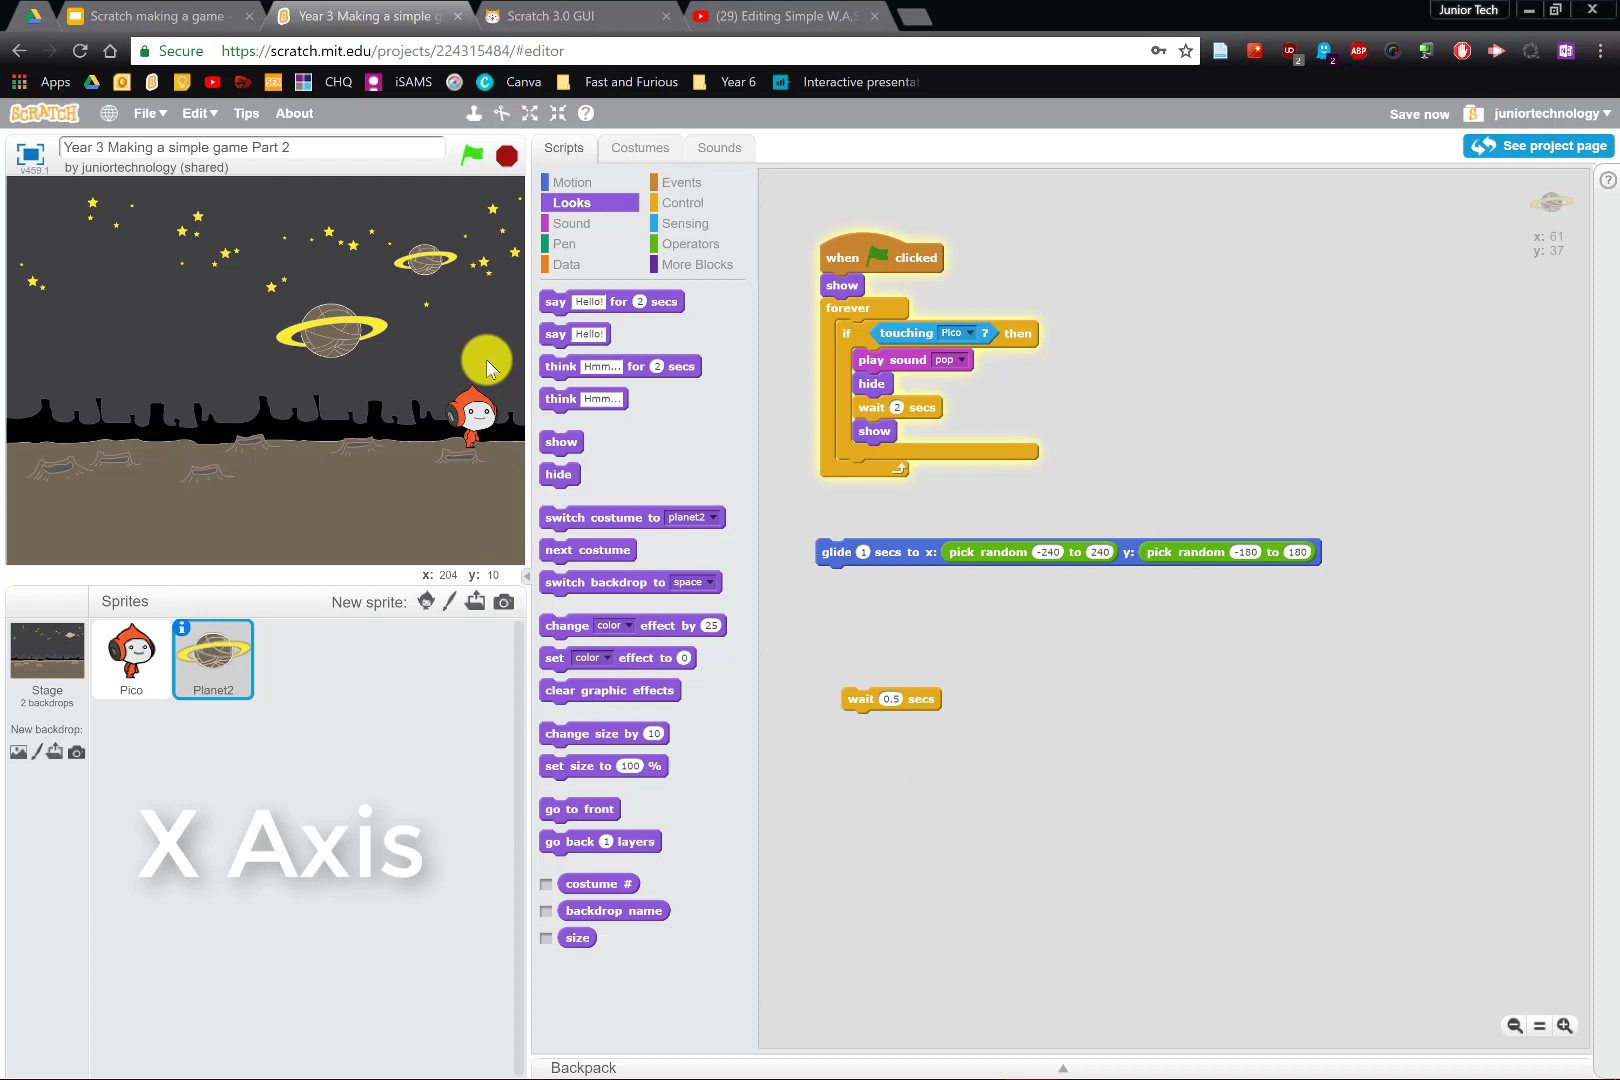 Scratch making a game -
Year 3 Making a simple g
Scratch 3.0 GUI
(29) Editing Simple W,A,S
Junior Tech
Secure
https://scratch.mit.edu/projects/224315484/#editor
Apps
CHQ
iSAMS
Canva
Fast and Furious
Year 6
Interactive presentat
SCRATCH
File
Edit
Tips
About
Save now
juniortechnology
Year 3 Making a simple game Part 2
by juniortechnology (shared)
v459.1
Scripts
Costumes
Sounds
See project page
Motion
Events
Looks
Control
Sound
Sensing
Pen
Operators
Data
More Blocks
say Hello! for 2 secs
say Hello!
think Hmm... for 2 secs
think Hmm...
show
hide
switch costume to planet2
next costume
switch backdrop to space
change color effect by 25
set color effect to 0
clear graphic effects
change size by 10
set size to 100 %
go to front
go back 1 layers
costume #
backdrop name
size
when clicked
show
forever
if touching Pico ? then
play sound pop
hide
wait 2 secs
show
glide 1 secs to x: pick random -240 to 240 y: pick random -180 to 180
wait 0.5 secs
x: 61
y: 37
x: 204 y: 10
Sprites
New sprite:
Stage
2 backdrops
New backdrop:
Pico
Planet2
X Axis
Backpack